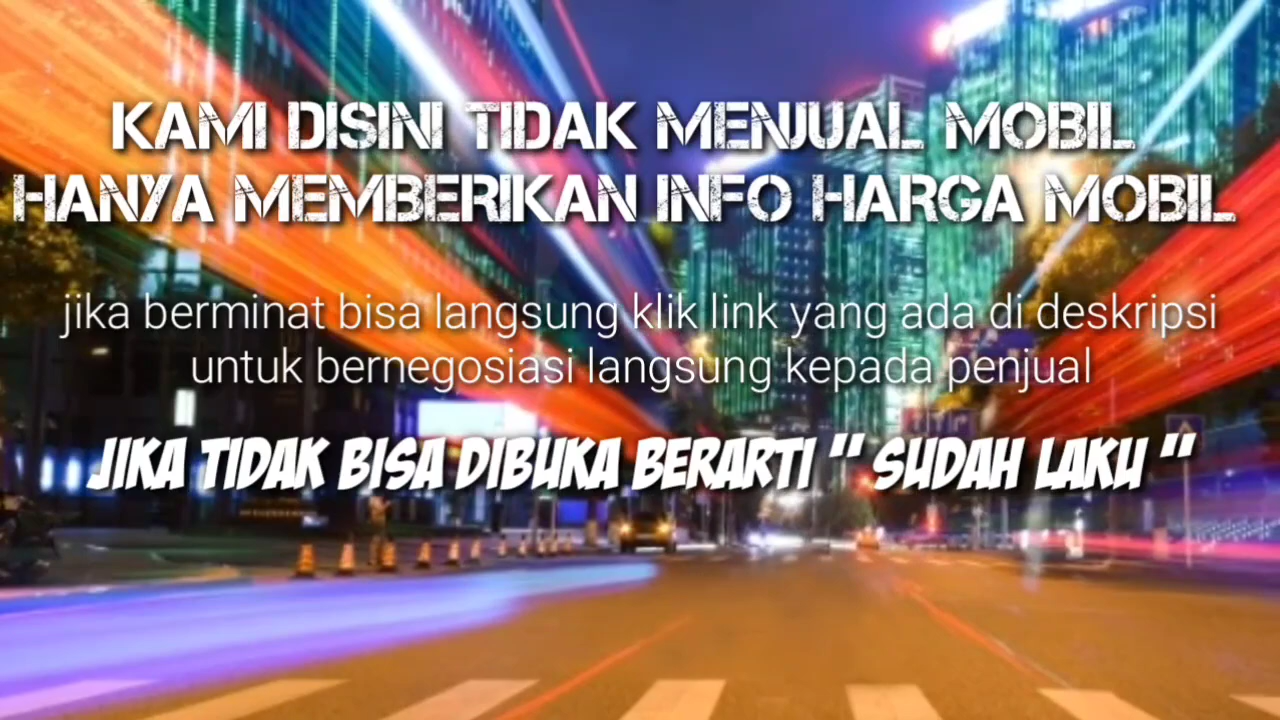 KAMI DISINI TIDAK MENJUAL MOBIL
HANYA MEMBERIKAN INFO HARGA MOBIL
jika berminat bisa langsung klik link yang ada di deskripsi
untuk bernegosiasi langsung kepada penjual
JIKA TIDAK BISA DIBUKA BERARTI " SUDAH LAKU "